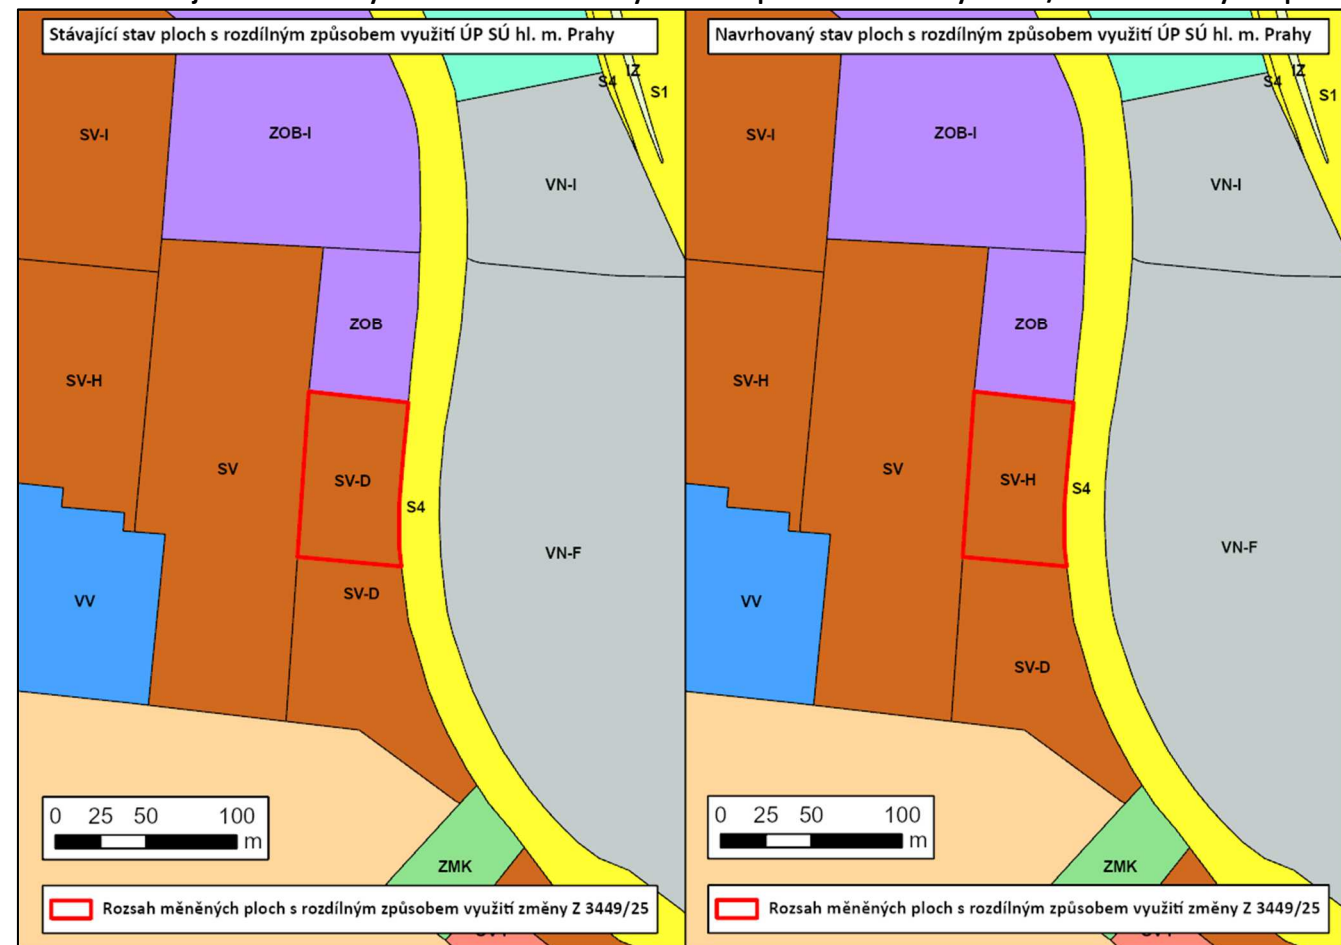 Stávající stav ploch s rozdílným způsobem využití ÚP SÚ hl. m. Prahy
SV-I
ZOB-I
VN-I
S4
IZ
S1
ZOB
SV-H
SV
SV-D
S4
VN-F
SV-D
VV
0 25 50 100
m
ZMK
Rozsah měněných ploch s rozdílným způsobem využití změny Z 3449/25
Navrhovaný stav ploch s rozdílným způsobem využití ÚP SÚ hl. m. Prahy
SV-I
ZOB-I
VN-I
S4
IZ
S1
ZOB
SV-H
SV
SV-H
S4
VN-F
VV
SV-D
0 25 50 100
m
ZMK
Rozsah měněných ploch s rozdílným způsobem využití změny Z 3449/25